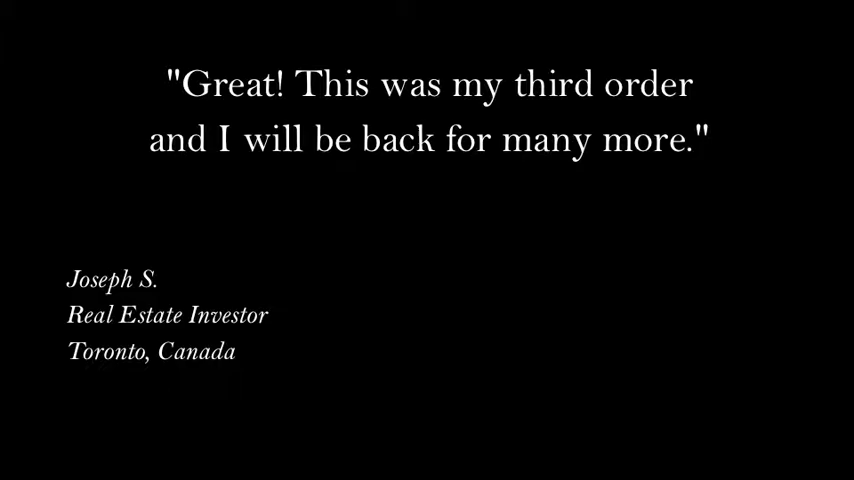 "Great! This was my third order
and I will be back for many more."
Joseph S.
Real Estate Investor
Toronto, Canada